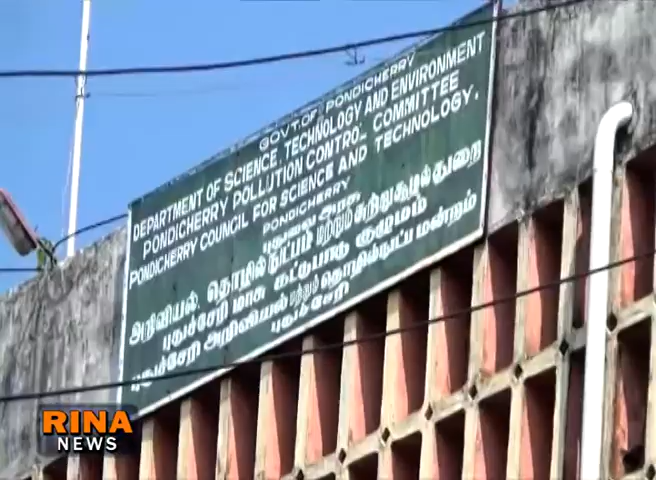 GOVT. OF PONDICHERRY
DEPARTMENT OF SCIENCE, TECHNOLOGY AND ENVIRONMENT
PONDICHERRY POLLUTION CONTROL COMMITTEE
PONDICHERRY COUNCIL FOR SCIENCE AND TECHNOLOGY.
PONDICHERRY
புதுவை அரசு
அறிவியல், தொழில் நுட்பம் மற்றும் சுற்றுச்சூழல் துறை
புதுச்சேரி மாசு கட்டுப்பாடு குழுமம்
புதுச்சேரி அறிவியல் மற்றும் தொழில் நுட்ப மன்றம்
புதுச்சேரி
RINA
NEWS